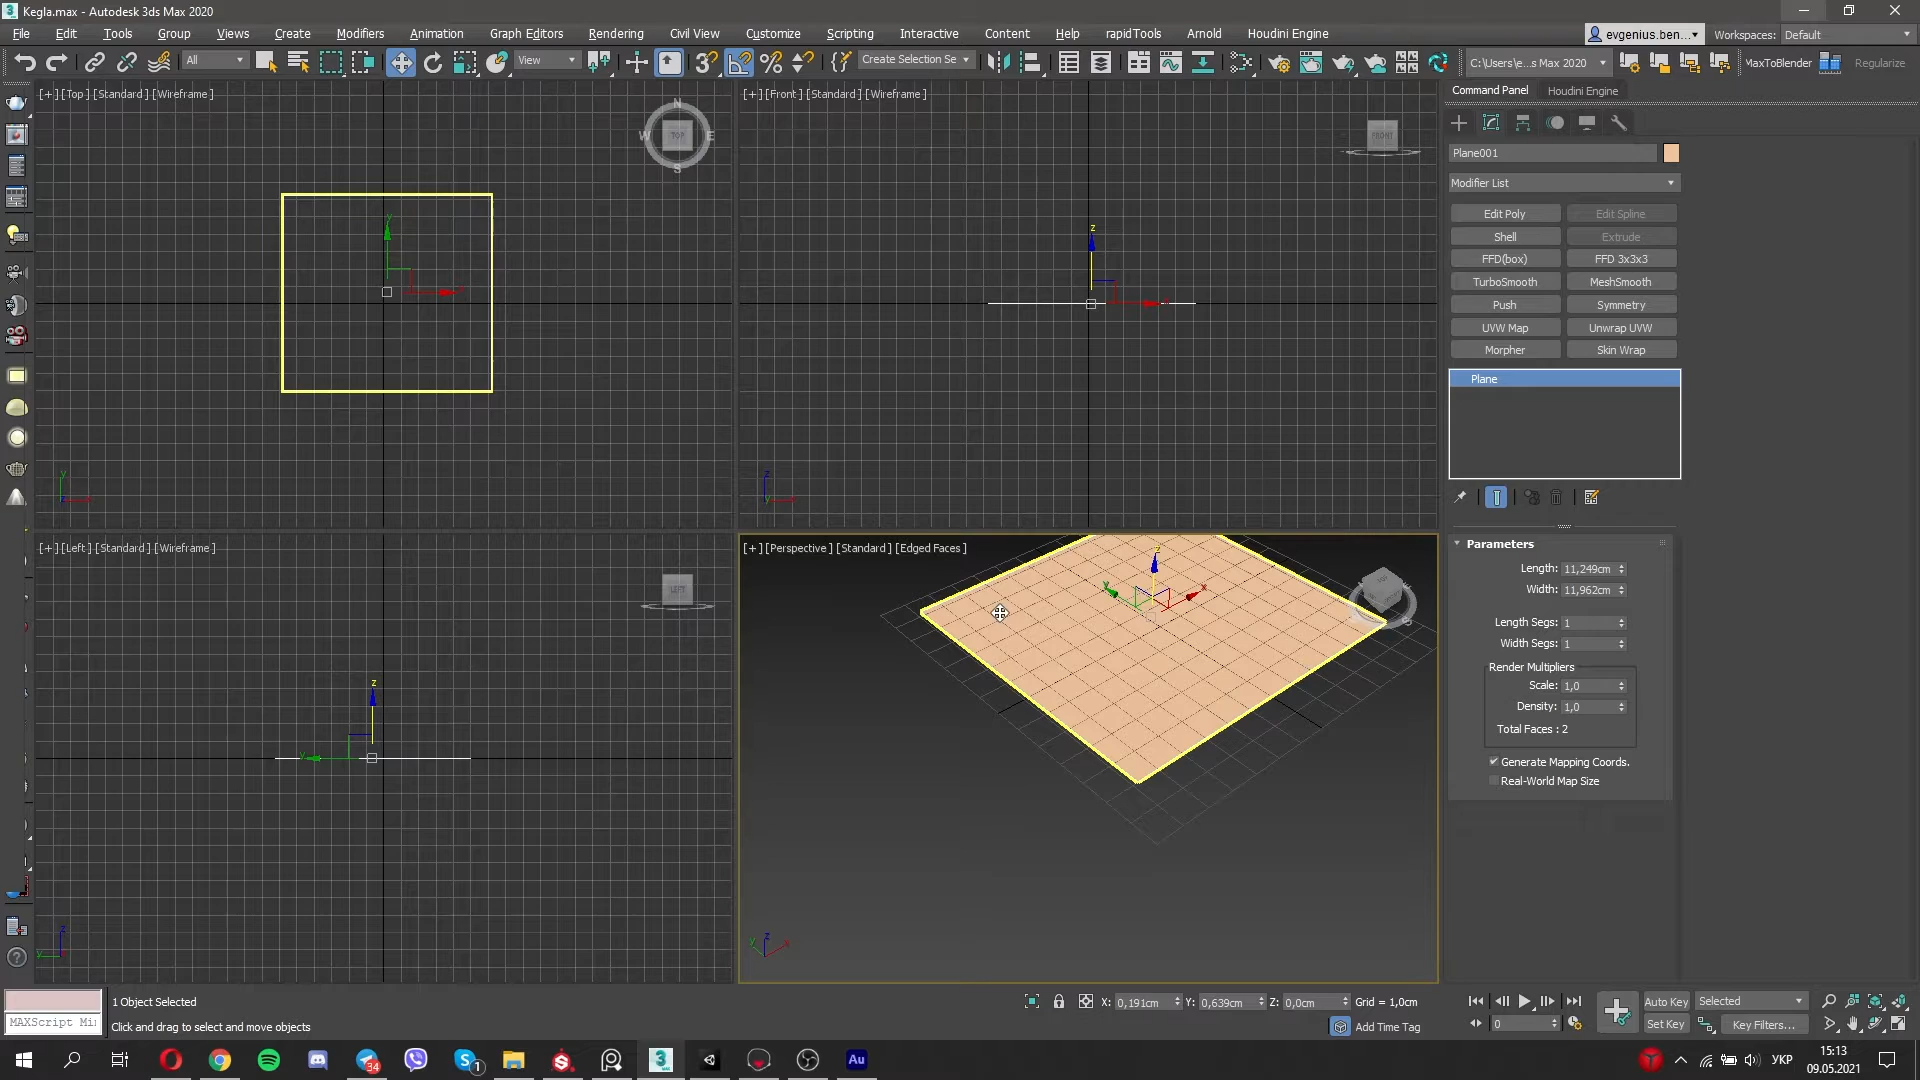 Kegla.max - Autodesk 3ds Max 2020
File Edit Tools Group Views Create Modifiers Animation Graph Editors Rendering Civil View Customize Scripting Interactive Content Help rapidTools Arnold Houdini Engine
evgenius.ben... Workspaces: Default
All View Create Selection Se C:\Users\e...s Max 2020 MaxToBlender Regularize
[+] [Top] [Standard] [Wireframe]
[+] [Front] [Standard] [Wireframe]
Command Panel Houdini Engine
N
W TOP E
S
FRONT
Plane001
Modifier List
Edit Poly Edit Spline
Shell Extrude
FFD(box) FFD 3x3x3
TurboSmooth MeshSmooth
Push Symmetry
UVW Map Unwrap UVW
Morpher Skin Wrap
Plane
[+] [Left] [Standard] [Wireframe]
[+] [Perspective] [Standard] [Edged Faces]
LEFT
Parameters
Length: 11,249cm
Width: 11,962cm
Length Segs: 1
Width Segs: 1
Render Multipliers
Scale: 1,0
Density: 1,0
Total Faces : 2
Generate Mapping Coords.
Real-World Map Size
1 Object Selected
X: 0,191cm Y: 0,639cm Z: 0,0cm Grid = 1,0cm
Auto Key Selected
MAXScript Mi
Click and drag to select and move objects
Add Time Tag
0
Set Key Key Filters...
34 1 Au
УКР
15:13
09.05.2021